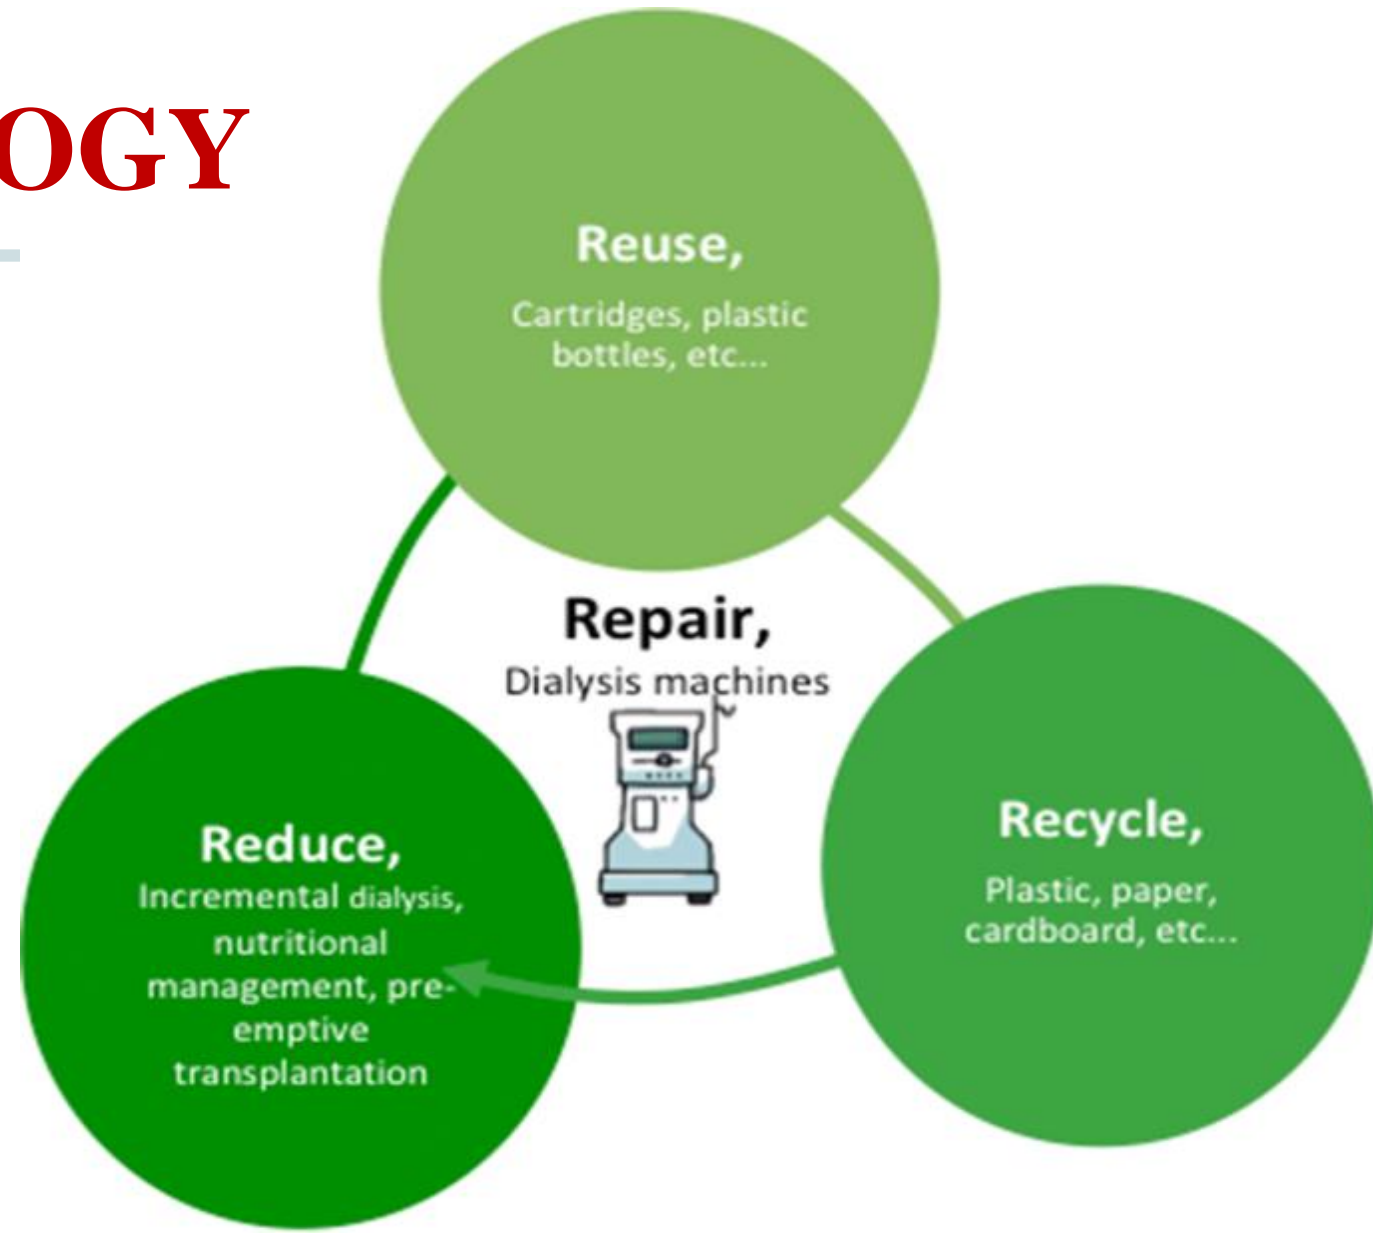 OGY
Reuse,
Cartridges, plastic
bottles, etc...
Repair,
Dialysis machines
Reduce,
Incremental dialysis,
nutritional
management, pre-
emptive
transplantation
Recycle,
Plastic, paper,
cardboard, etc...